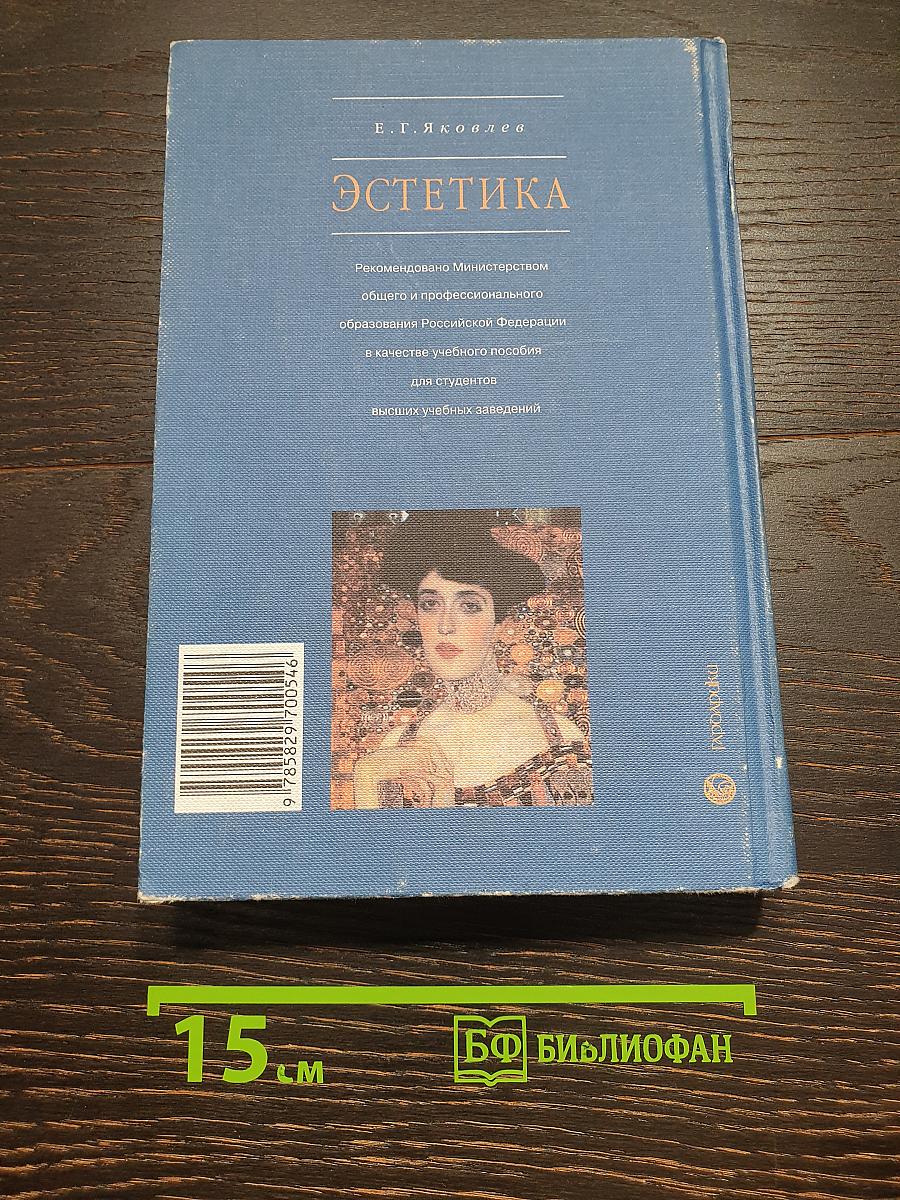 Е.Г.Яковлев
ЭСТЕТИКА
Рекомендовано Министерством
общего и профессионального
образования Российской Федерации
в качестве учебного пособия
для студентов
высших учебных заведений
9 785829 700546
ГАРДАРИКИ
15 см
БФ БИБЛИОФАН